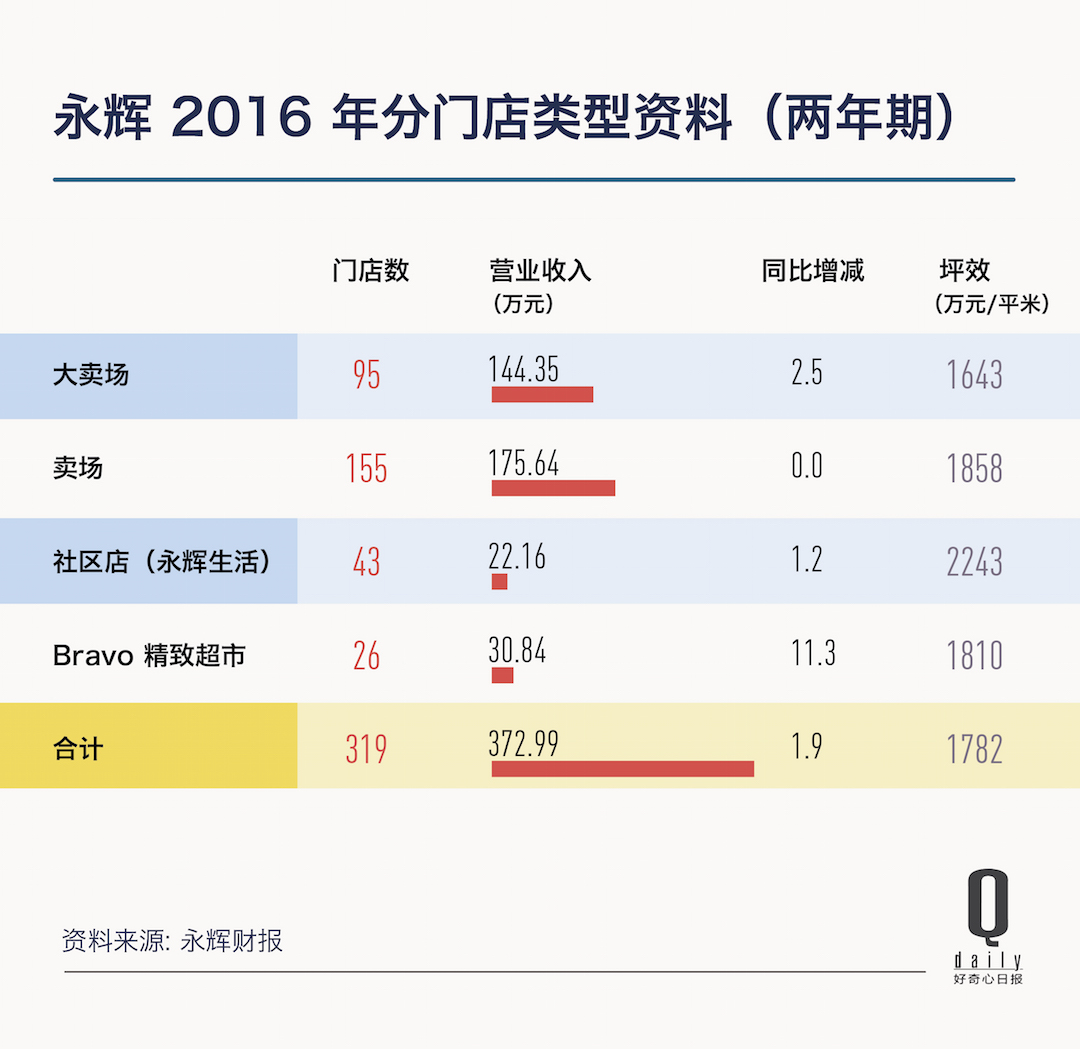 永辉 2016 年分门店类型资料（两年期）
门店数 营业收入 同比增减 坪效
（万元） （万元/平米）
大卖场 95 144.35 2.5 1643
卖场 155 175.64 0.0 1858
社区店（永辉生活） 43 22.16 1.2 2243
Bravo 精致超市 26 30.84 11.3 1810
合计 319 372.99 1.9 1782
资料来源: 永辉财报
Q
daily
好奇心日报